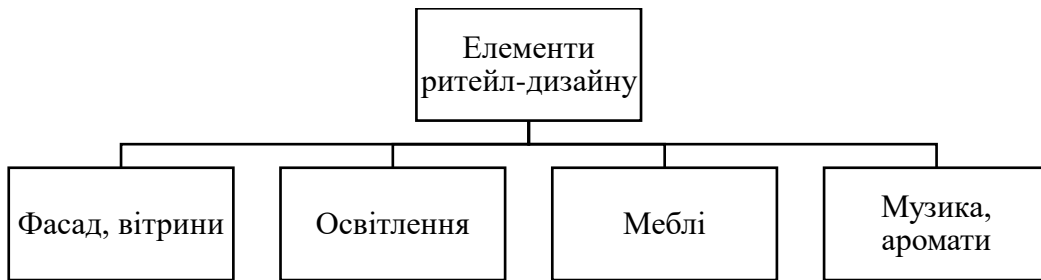 Елементи
ритейл-дизайну
Фасад, вітрини
Освітлення
Меблі
Музика,
аромати